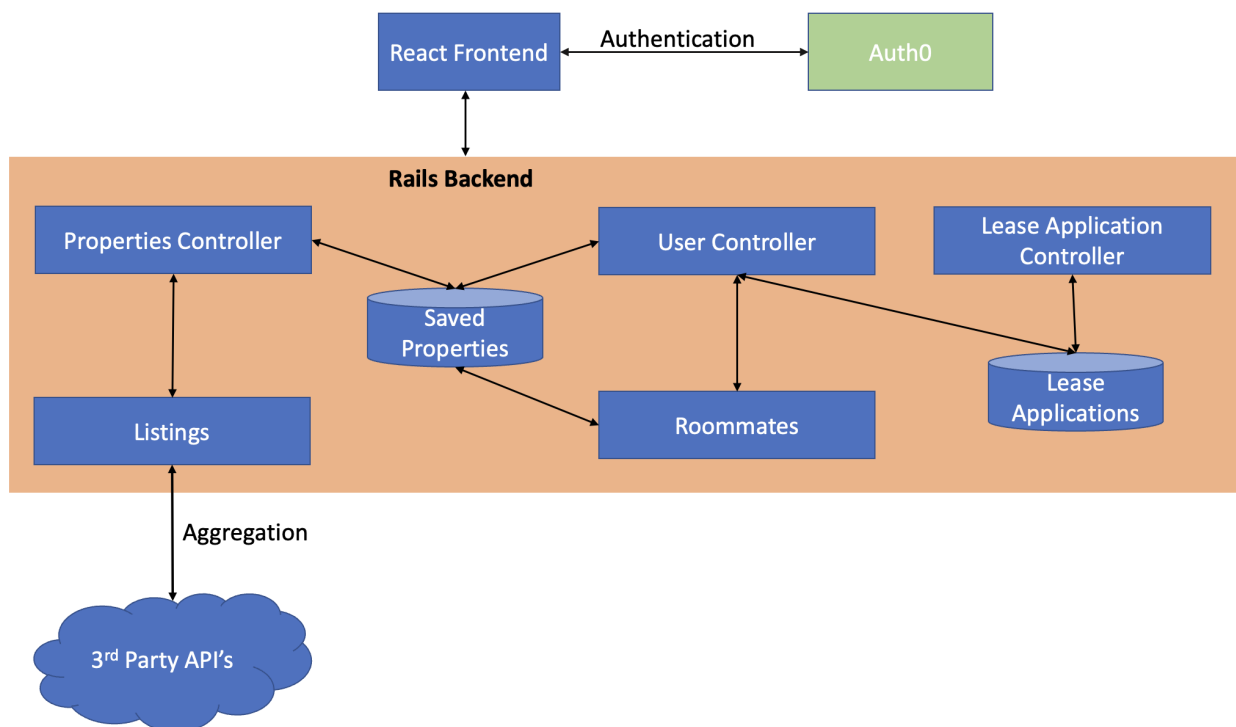 React Frontend
Authentication
Auth0
Rails Backend
Properties Controller
User Controller
Lease Application
Controller
Saved
Properties
Listings
Roommates
Lease
Applications
Aggregation
3rd Party API's